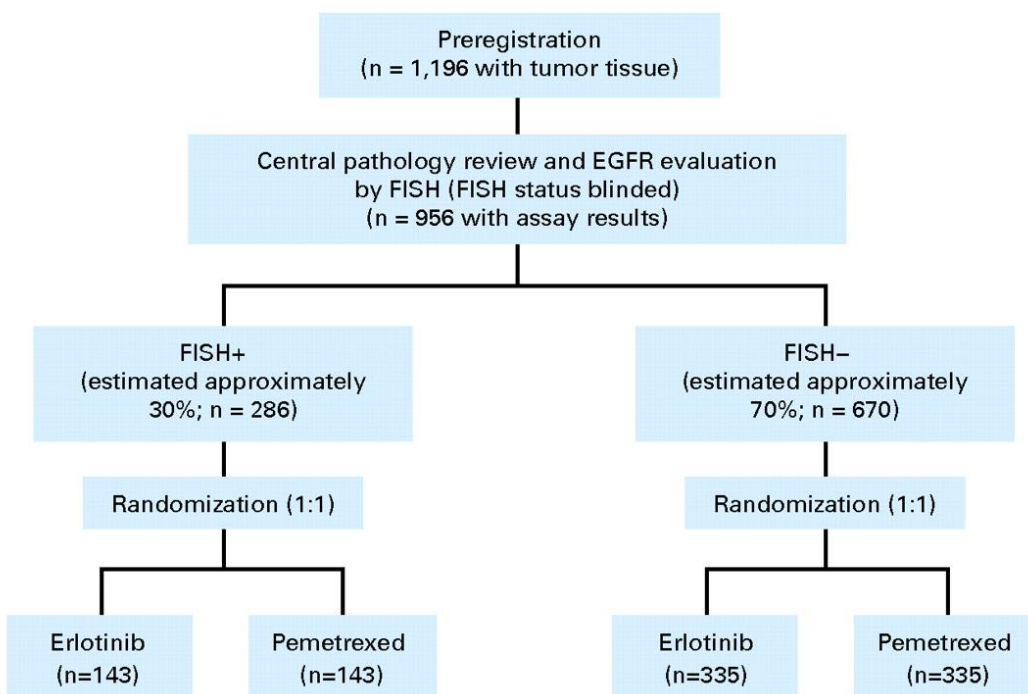 Preregistration
(n = 1,196 with tumor tissue)
Central pathology review and EGFR evaluation
by FISH (FISH status blinded)
(n = 956 with assay results)
FISH+
(estimated approximately
30%; n = 286)
FISH–
(estimated approximately
70%; n = 670)
Randomization (1:1)
Randomization (1:1)
Erlotinib
(n=143)
Pemetrexed
(n=143)
Erlotinib
(n=335)
Pemetrexed
(n=335)